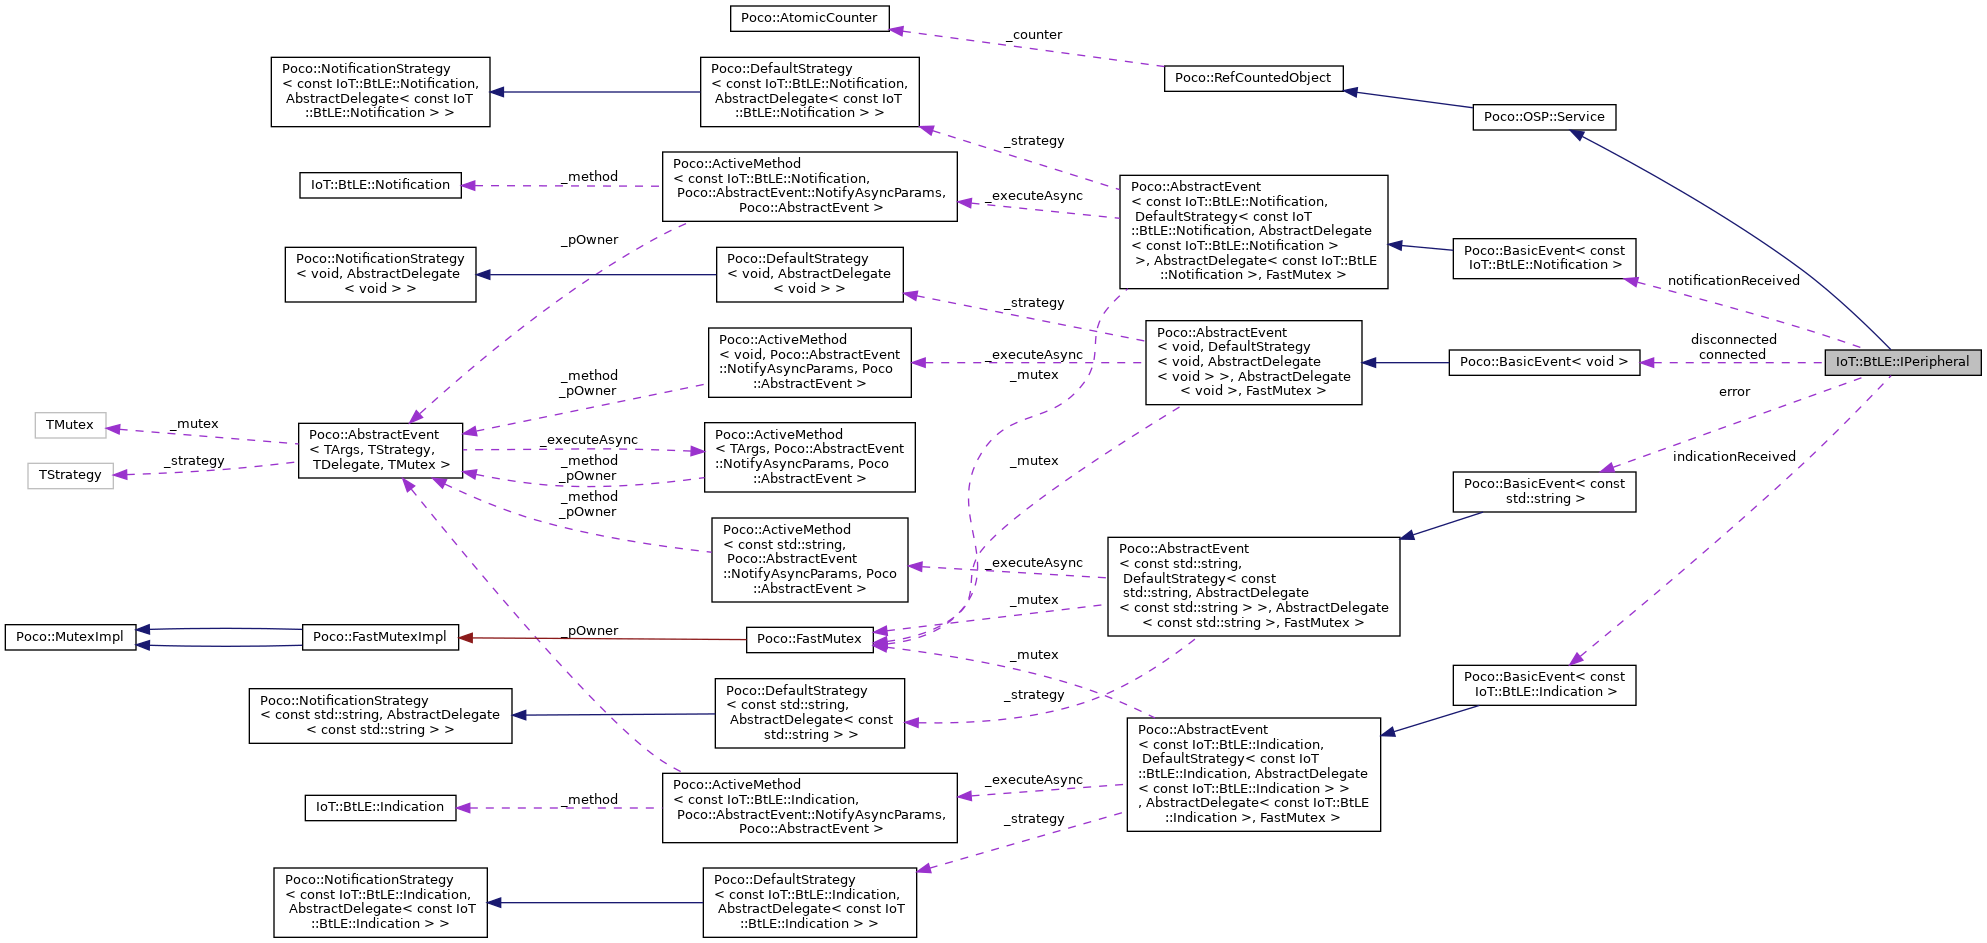 Poco::AtomicCounter
_counter
Poco::NotificationStrategy
< const IoT::BtLE::Notification,
AbstractDelegate< const IoT
::BtLE::Notification > >
Poco::DefaultStrategy
< const IoT::BtLE::Notification,
AbstractDelegate< const IoT
::BtLE::Notification > >
Poco::RefCountedObject
Poco::OSP::Service
_strategy
IoT::BtLE::Notification
_method
Poco::ActiveMethod
< const IoT::BtLE::Notification,
Poco::AbstractEvent::NotifyAsyncParams,
Poco::AbstractEvent >
_executeAsync
Poco::AbstractEvent
< const IoT::BtLE::Notification,
DefaultStrategy< const IoT
::BtLE::Notification, AbstractDelegate
< const IoT::BtLE::Notification >
>, AbstractDelegate< const IoT::BtLE
::Notification >, FastMutex >
Poco::BasicEvent< const
IoT::BtLE::Notification >
notificationReceived
_pOwner
Poco::NotificationStrategy
< void, AbstractDelegate
< void > >
Poco::DefaultStrategy
< void, AbstractDelegate
< void > >
_strategy
Poco::ActiveMethod
< void, Poco::AbstractEvent
::NotifyAsyncParams, Poco
::AbstractEvent >
_executeAsync
_mutex
Poco::AbstractEvent
< void, DefaultStrategy
< void, AbstractDelegate
< void > >, AbstractDelegate
< void >, FastMutex >
Poco::BasicEvent< void >
disconnected
connected
IoT::BtLE::IPeripheral
error
indicationReceived
_method
_pOwner
TMutex
_mutex
TStrategy
_strategy
Poco::AbstractEvent
< TArgs, TStrategy,
TDelegate, TMutex >
_executeAsync
_method
_pOwner
Poco::ActiveMethod
< TArgs, Poco::AbstractEvent
::NotifyAsyncParams, Poco
::AbstractEvent >
_mutex
Poco::BasicEvent< const
std::string >
_method
_pOwner
Poco::ActiveMethod
< const std::string,
Poco::AbstractEvent
::NotifyAsyncParams, Poco
::AbstractEvent >
_executeAsync
_mutex
Poco::AbstractEvent
< const std::string,
DefaultStrategy< const
std::string, AbstractDelegate
< const std::string > >, AbstractDelegate
< const std::string >, FastMutex >
Poco::MutexImpl
Poco::FastMutexImpl
_pOwner
Poco::FastMutex
_mutex
Poco::BasicEvent< const
IoT::BtLE::Indication >
Poco::NotificationStrategy
< const std::string, AbstractDelegate
< const std::string > >
Poco::DefaultStrategy
< const std::string,
AbstractDelegate< const
std::string > >
_strategy
Poco::AbstractEvent
< const IoT::BtLE::Indication,
DefaultStrategy< const IoT
::BtLE::Indication, AbstractDelegate
< const IoT::BtLE::Indication > >
, AbstractDelegate< const IoT::BtLE
::Indication >, FastMutex >
IoT::BtLE::Indication
_method
Poco::ActiveMethod
< const IoT::BtLE::Indication,
Poco::AbstractEvent::NotifyAsyncParams,
Poco::AbstractEvent >
_executeAsync
_strategy
Poco::NotificationStrategy
< const IoT::BtLE::Indication,
AbstractDelegate< const IoT
::BtLE::Indication > >
Poco::DefaultStrategy
< const IoT::BtLE::Indication,
AbstractDelegate< const IoT
::BtLE::Indication > >